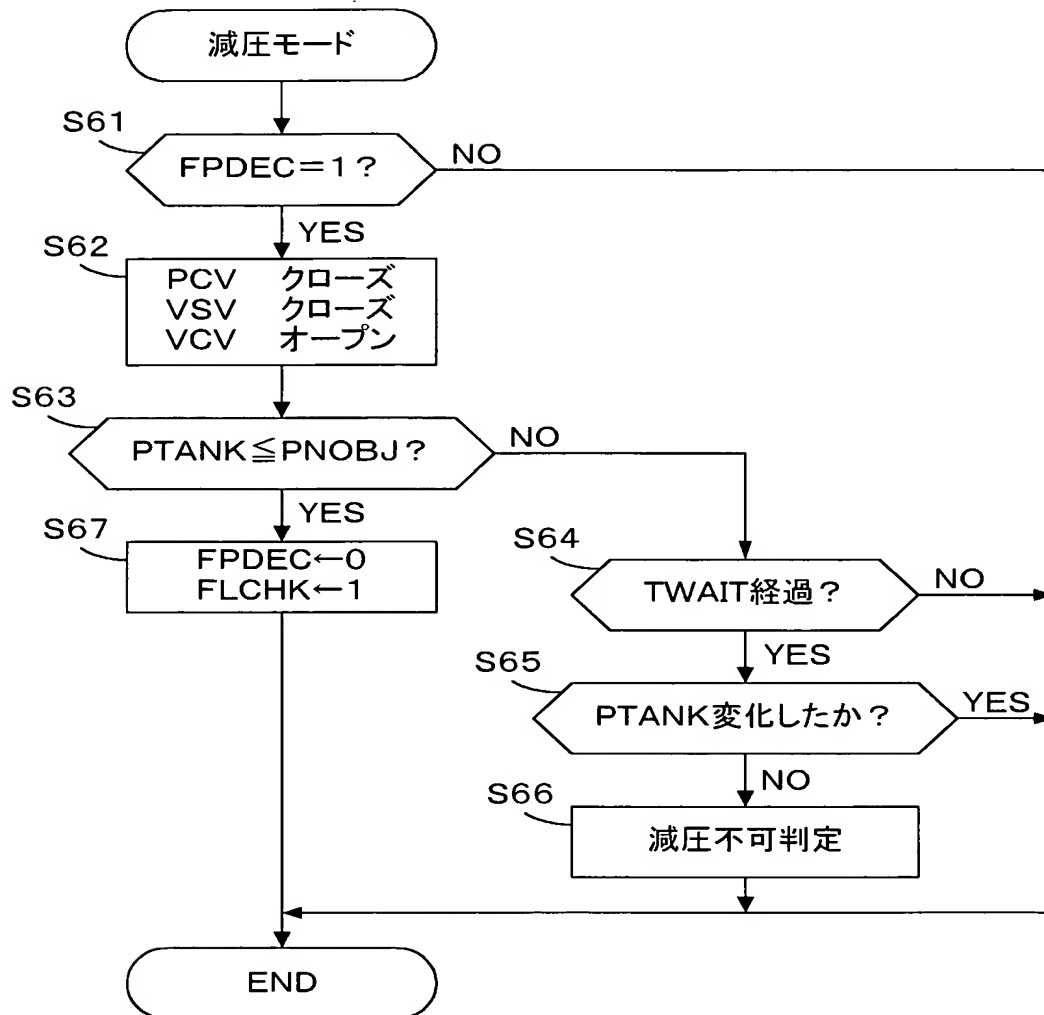 減圧モード
S61
FPDEC=1?
NO
YES
S62
PCV クローズ
VSV クローズ
VCV オープン
S63
PTANK≦PNOBJ?
NO
YES
S67
FPDEC←0
FLCHK←1
S64
TWAIT経過?
NO
YES
S65
PTANK変化したか?
YES
NO
S66
減圧不可判定
END